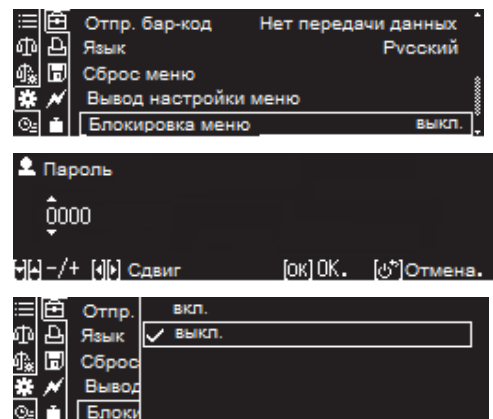 Отпр. бар-код Нет передачи данных
Язык Русский
Сброс меню
Вывод настройки меню
Блокировка меню выкл.
Пароль
0000
-/+ Сдвиг [OK] OK. Отмена.
Отпр. вкл.
Язык выкл.
Сброс
Вывод
Блоки